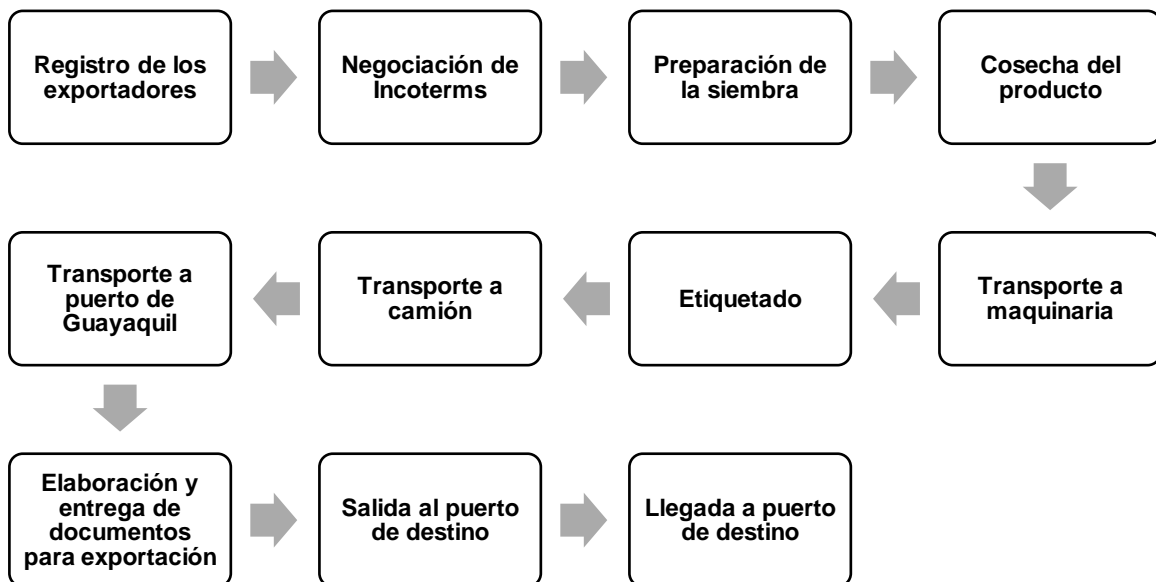 Registro de los
exportadores
Negociación de
Incoterms
Preparación de
la siembra
Cosecha del
producto
Transporte a
puerto de
Guayaquil
Transporte a
camión
Etiquetado
Transporte a
maquinaria
Elaboración y
entrega de
documentos
para exportación
Salida al puerto
de destino
Llegada a puerto
de destino